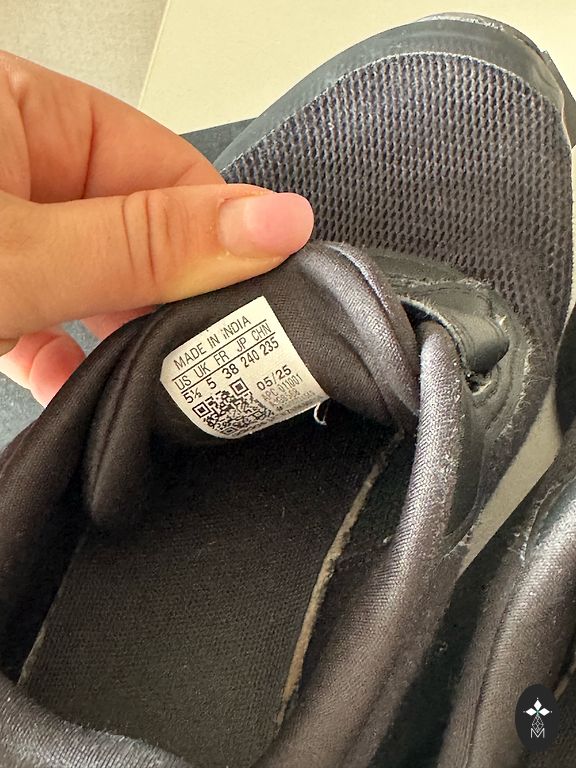 MADE IN INDIA
US UK FR JP CHN
5½ 5 38 240 235
05/25
M